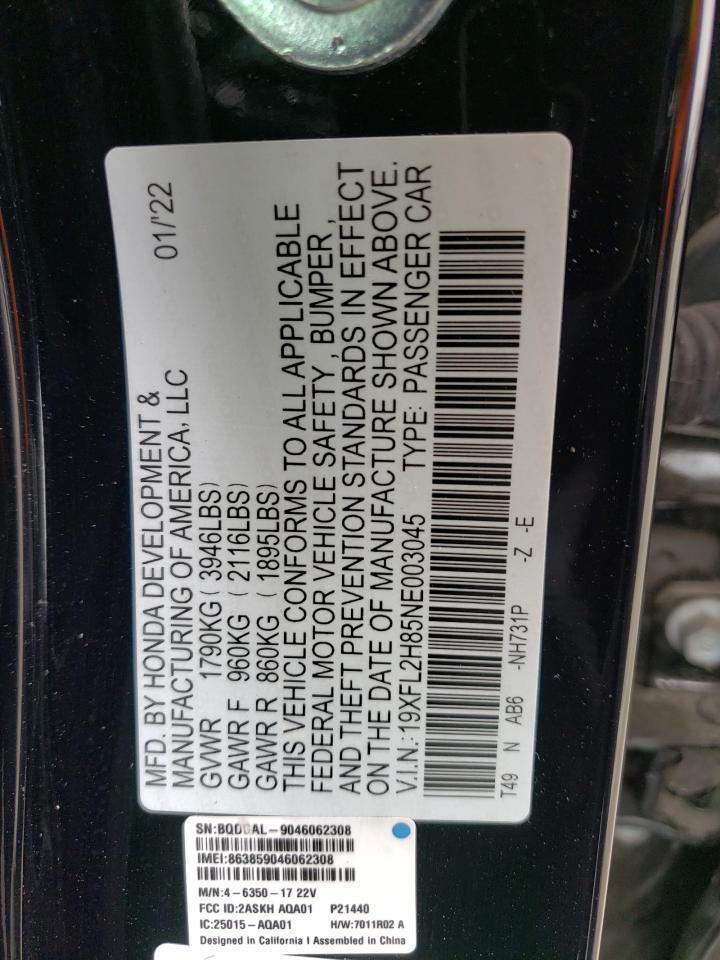 MFD. BY HONDA DEVELOPMENT & 01/'22
MANUFACTURING OF AMERICA, LLC
GVWR 1790KG ( 3946LBS)
GAWR F 960KG ( 2116LBS)
GAWR R 860KG ( 1895LBS)
THIS VEHICLE CONFORMS TO ALL APPLICABLE
FEDERAL MOTOR VEHICLE SAFETY , BUMPER ,
AND THEFT PREVENTION STANDARDS IN EFFECT
ON THE DATE OF MANUFACTURE SHOWN ABOVE.
V.I.N.: 19XFL2H85NE003045 TYPE: PASSENGER CAR
T49 N AB6 -NH731P -Z -E
SN:BQDGAL-9046062308
IMEI:863859046062308
M/N:4-6350-17 22V
FCC ID:2ASKH AQA01 P21440
IC:25015-AQA01 H/W:7011R02 A
Designed in California I Assembled in China